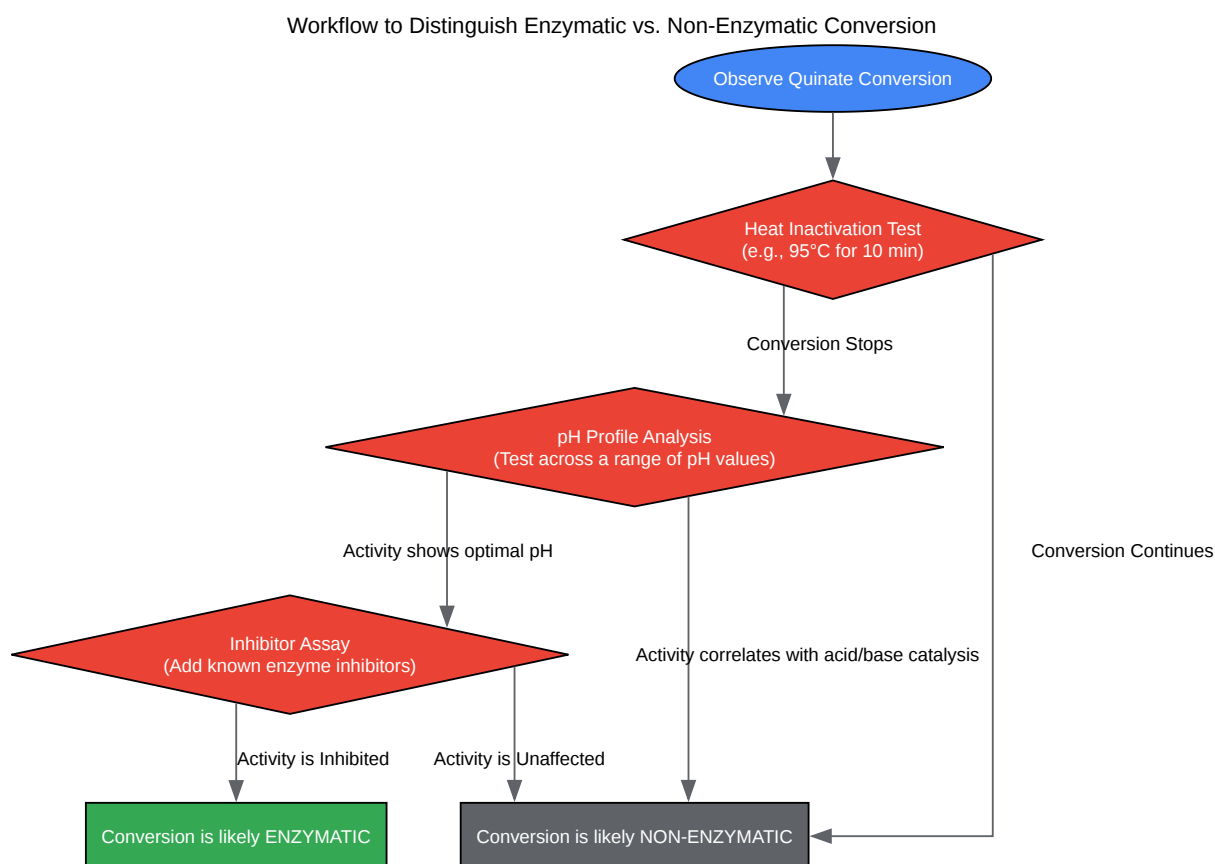 Workflow to Distinguish Enzymatic vs. Non-Enzymatic Conversion
Observe Quinate Conversion
Heat Inactivation Test
(e.g., 95°C for 10 min)
Conversion Stops
pH Profile Analysis
(Test across a range of pH values)
Activity shows optimal pH
Conversion Continues
Inhibitor Assay
(Add known enzyme inhibitors)
Activity correlates with acid/base catalysis
Activity is Inhibited
Activity is Unaffected
Conversion is likely ENZYMATIC
Conversion is likely NON-ENZYMATIC